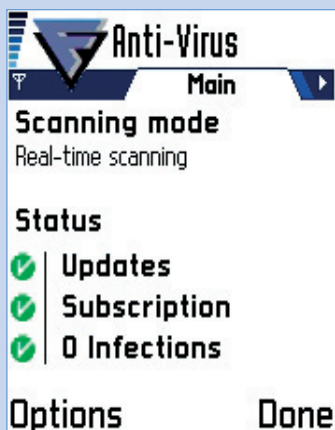 Anti-Virus
Main
Scanning mode
Real-time scanning
Status
Updates
Subscription
0 Infections
Options Done